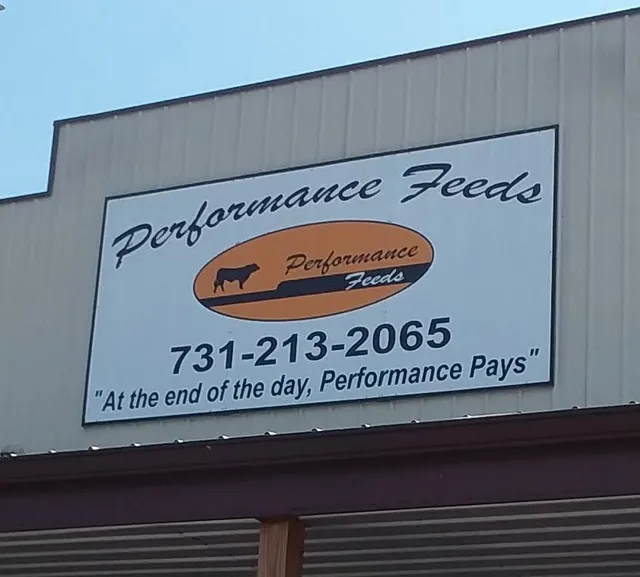 Performance Feeds
Performance
Feeds
731-213-2065
"At the end of the day, Performance Pays"